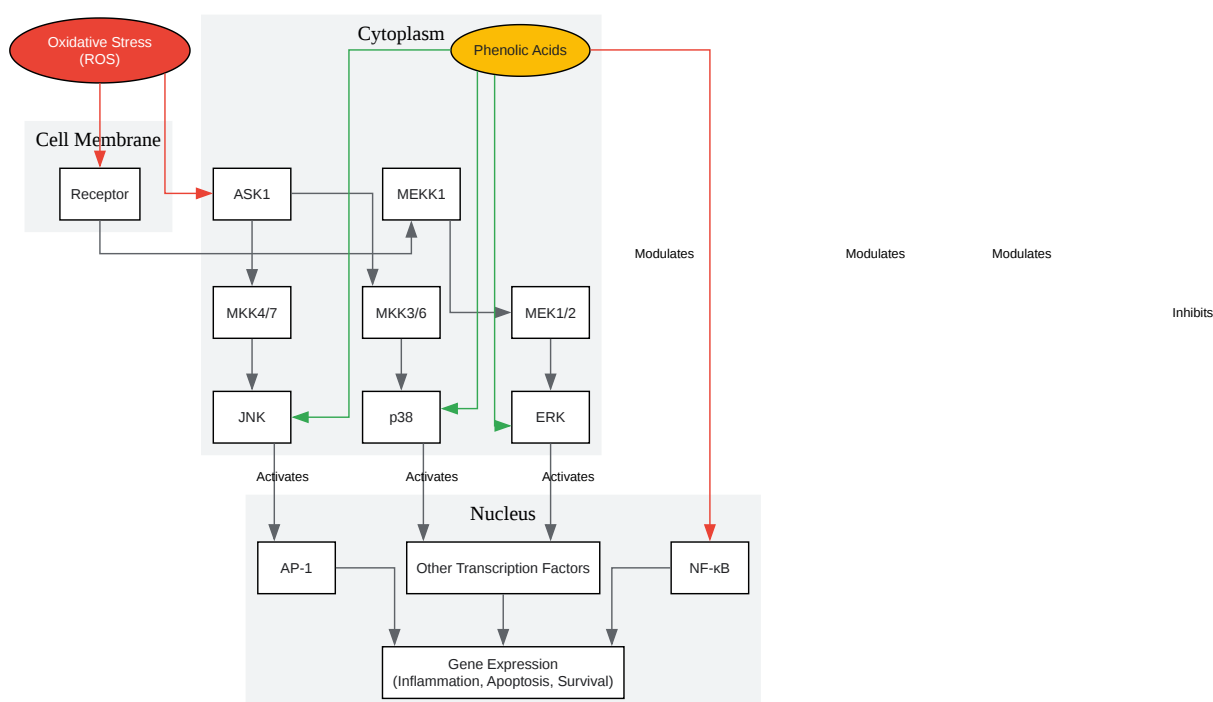 Oxidative Stress
(ROS)
Cytoplasm
Phenolic Acids
Cell Membrane
Receptor
ASK1
MEKK1
Modulates
Modulates
Modulates
MKK4/7
MKK3/6
MEK1/2
Inhibits
JNK
p38
ERK
Activates
Activates
Activates
Nucleus
AP-1
Other Transcription Factors
NF-κB
Gene Expression
(Inflammation, Apoptosis, Survival)